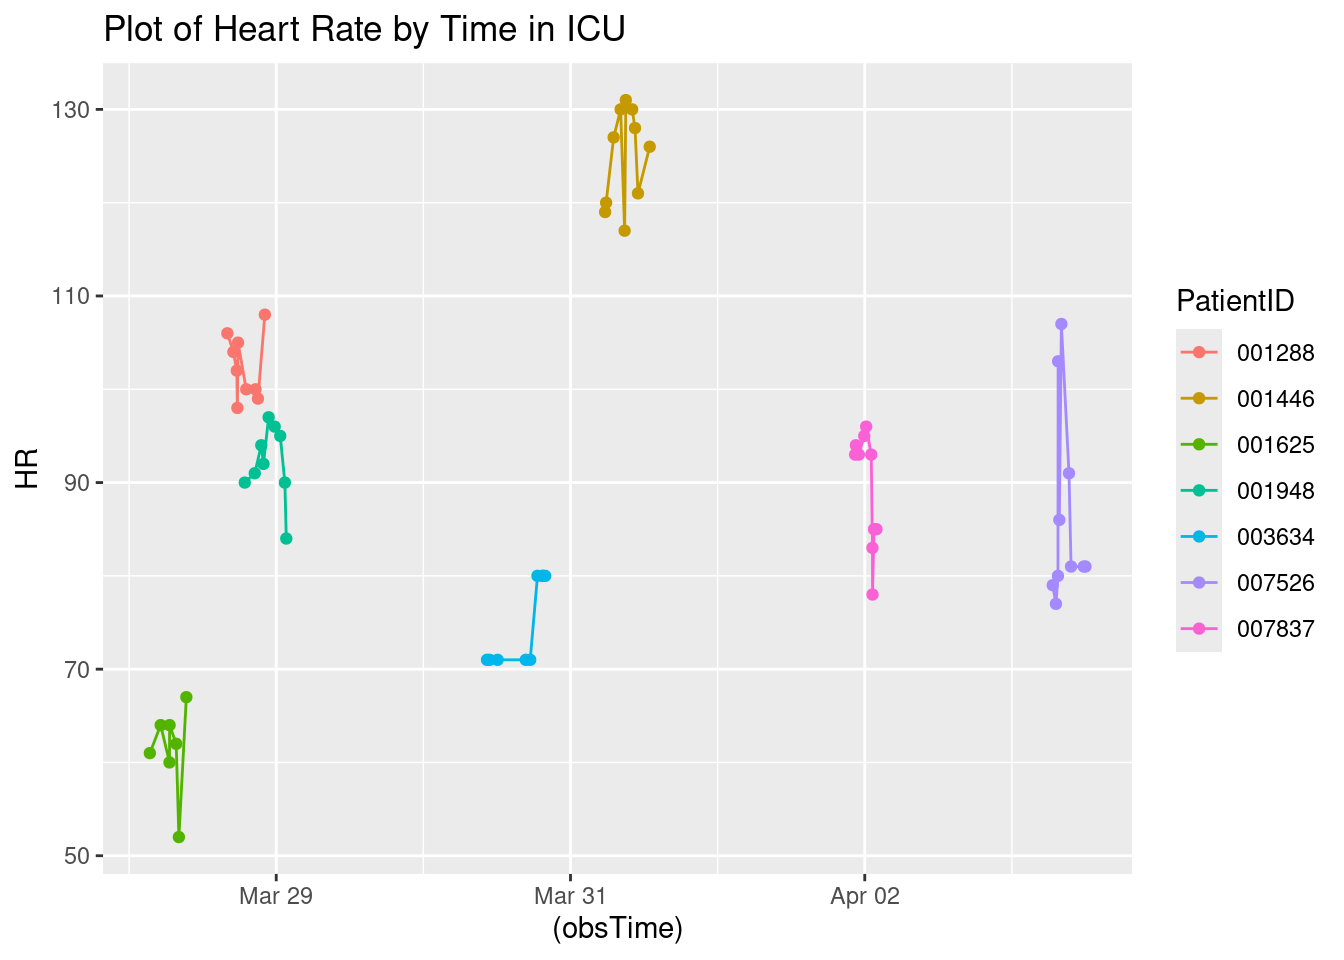 Plot of Heart Rate by Time in ICU
130
110
90
70
50
HR
Mar 29
Mar 31
Apr 02
(obsTime)
PatientID
001288
001446
001625
001948
003634
007526
007837